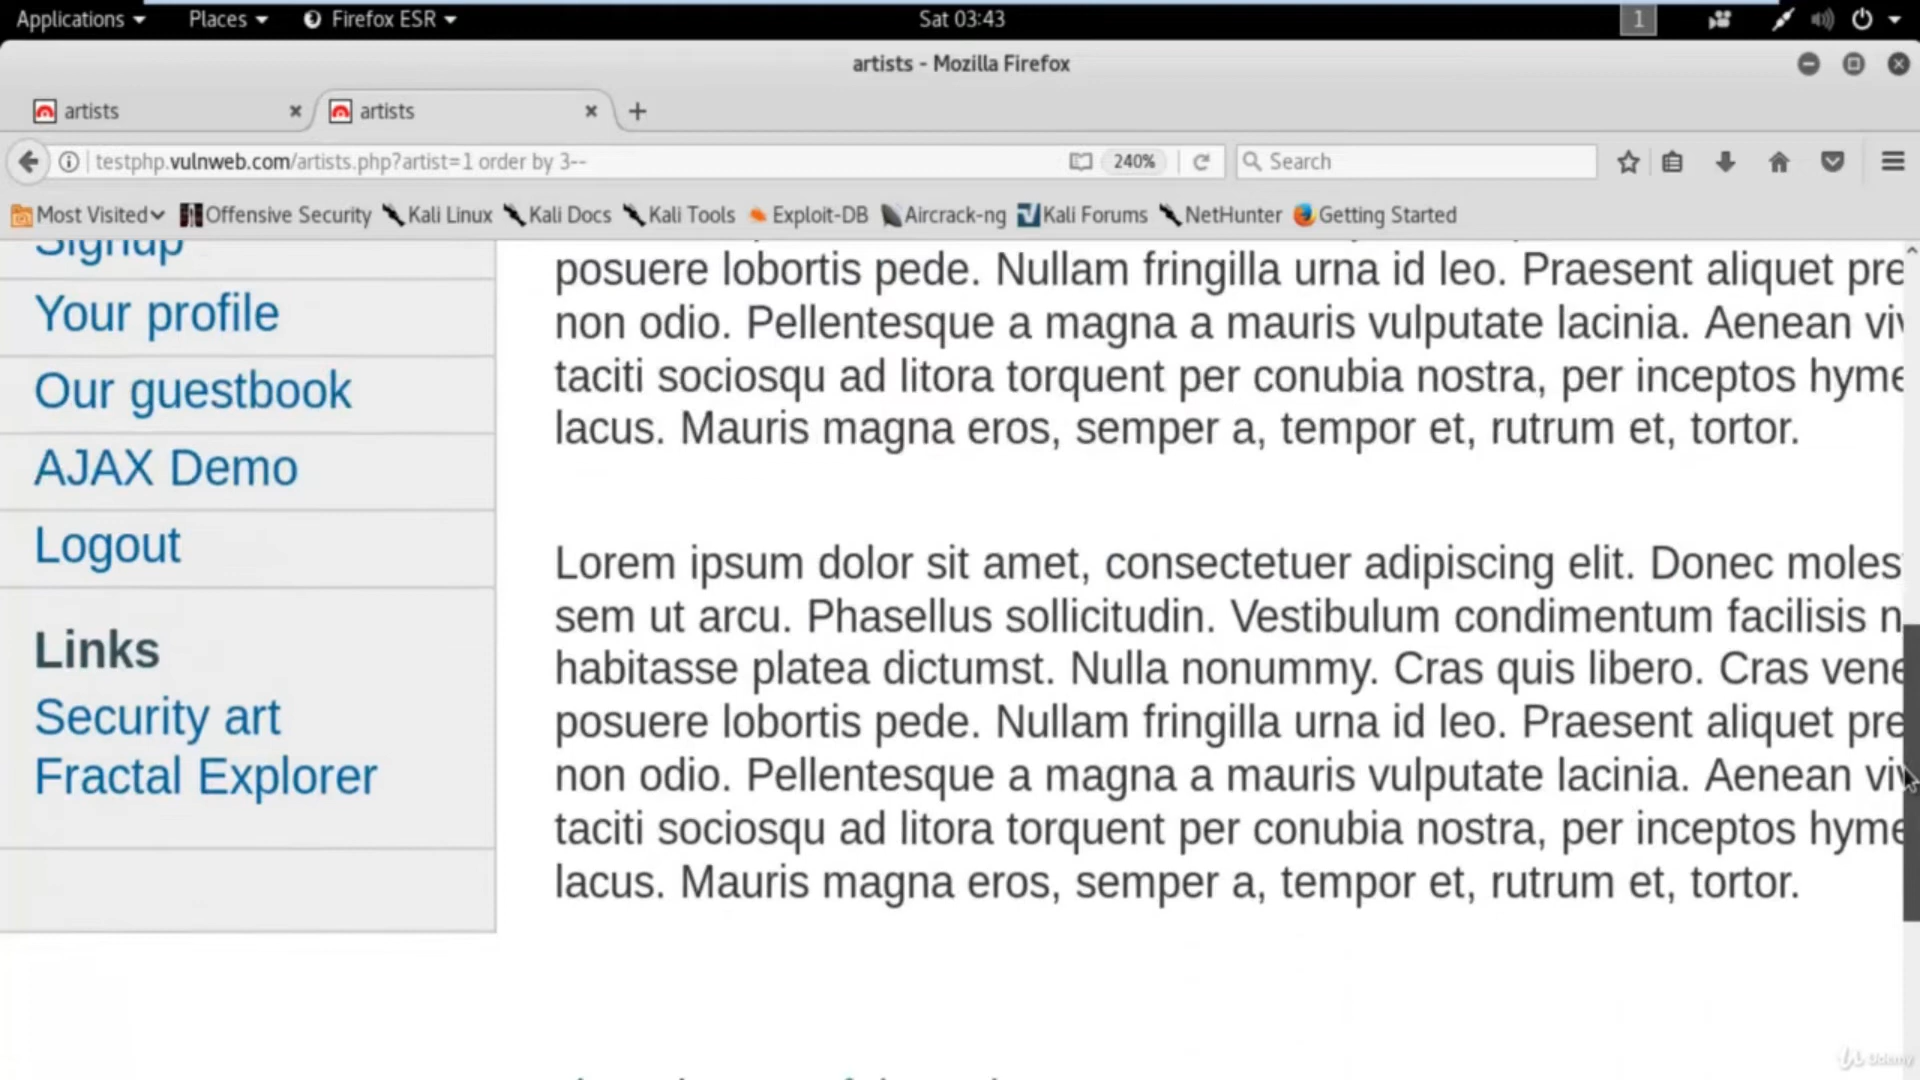 Applications Places Firefox ESR Sat 03:43 1
artists - Mozilla Firefox
artists artists
testphp.vulnweb.com/artists.php?artist=1 order by 3-- 240% Search
Most Visited Offensive Security Kali Linux Kali Docs Kali Tools Exploit-DB Aircrack-ng Kali Forums NetHunter Getting Started
Signup
Your profile
Our guestbook
AJAX Demo
Logout
Links
Security art
Fractal Explorer
posuere lobortis pede. Nullam fringilla urna id leo. Praesent aliquet pre
non odio. Pellentesque a magna a mauris vulputate lacinia. Aenean viv
taciti sociosqu ad litora torquent per conubia nostra, per inceptos hyme
lacus. Mauris magna eros, semper a, tempor et, rutrum et, tortor.
Lorem ipsum dolor sit amet, consectetuer adipiscing elit. Donec moles
sem ut arcu. Phasellus sollicitudin. Vestibulum condimentum facilisis n
habitasse platea dictumst. Nulla nonummy. Cras quis libero. Cras vene
posuere lobortis pede. Nullam fringilla urna id leo. Praesent aliquet pre
non odio. Pellentesque a magna a mauris vulputate lacinia. Aenean viv
taciti sociosqu ad litora torquent per conubia nostra, per inceptos hyme
lacus. Mauris magna eros, semper a, tempor et, rutrum et, tortor.
Udemy